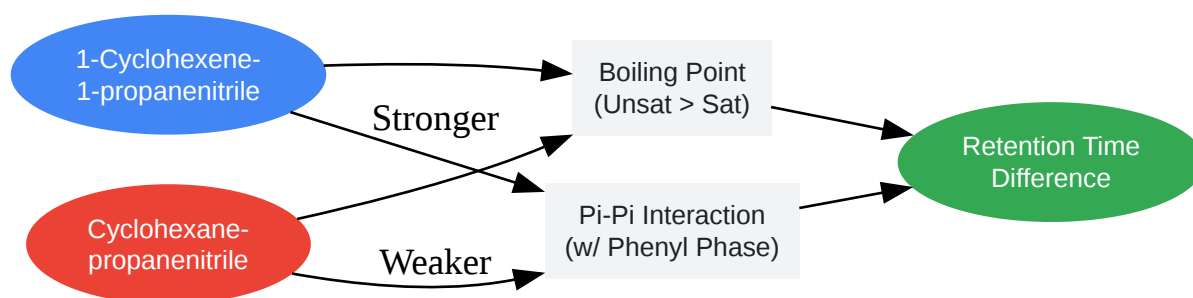 1-Cyclohexene-
1-propanenitrile
Stronger
Boiling Point
(Unsat > Sat)
Retention Time
Difference
Cyclohexane-
propanenitrile
Weaker
Pi-Pi Interaction
(w/ Phenyl Phase)